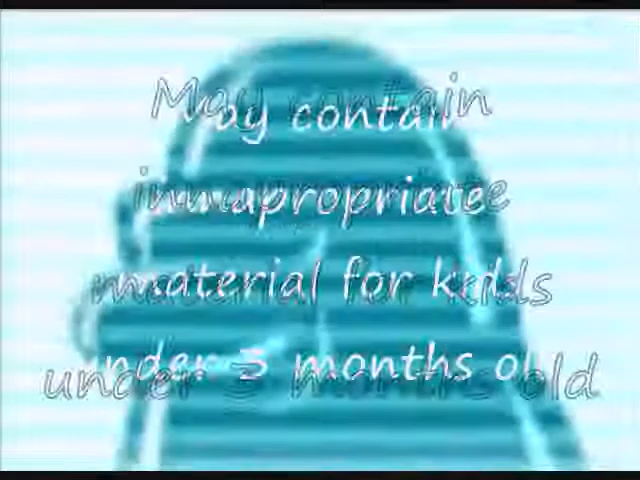 May contain
innapropriate
material for kids
under 3 months old